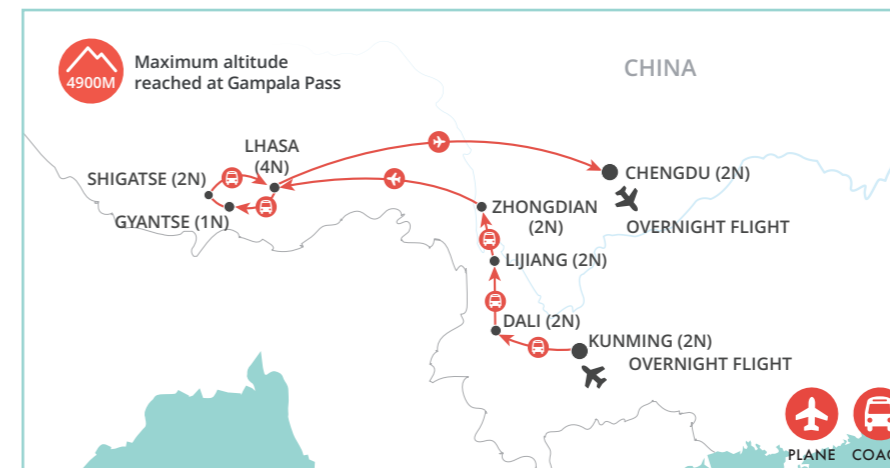 4900M
Maximum altitude
reached at Gampala Pass
CHINA
LHASA
(4N)
SHIGATSE (2N)
GYANTSE (1N)
CHENGDU (2N)
OVERNIGHT FLIGHT
ZHONGDIAN
(2N)
LIJIANG (2N)
DALI (2N)
KUNMING (2N)
OVERNIGHT FLIGHT
PLANE